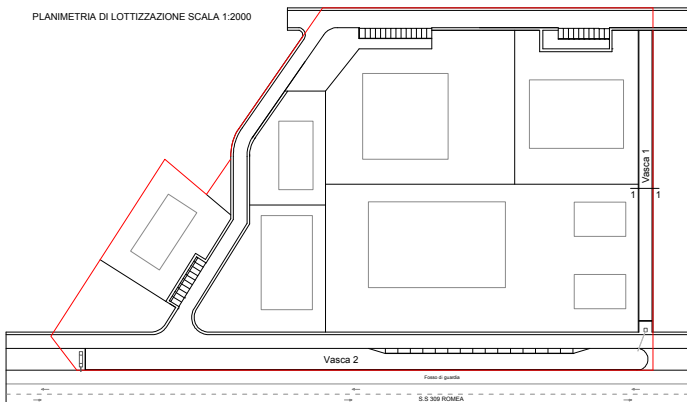 PLANIMETRIA DI LOTTIZZAZIONE SCALA 1:2000
Vasca 1
1 1
Vasca 2
Fosso di guardia
S.S 309 ROMEA